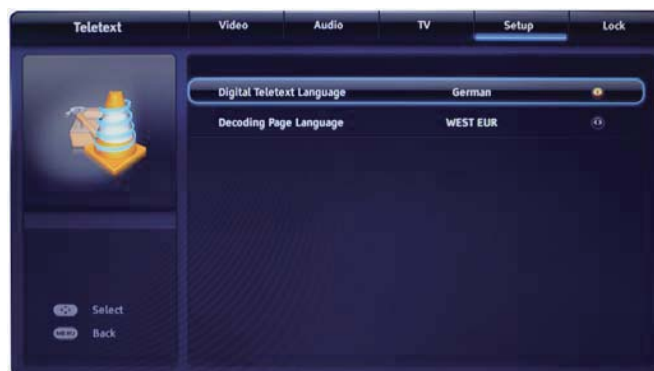 Teletext Video Audio TV Setup Lock
Digital Teletext Language German
Decoding Page Language WEST EUR
Select
MENU Back